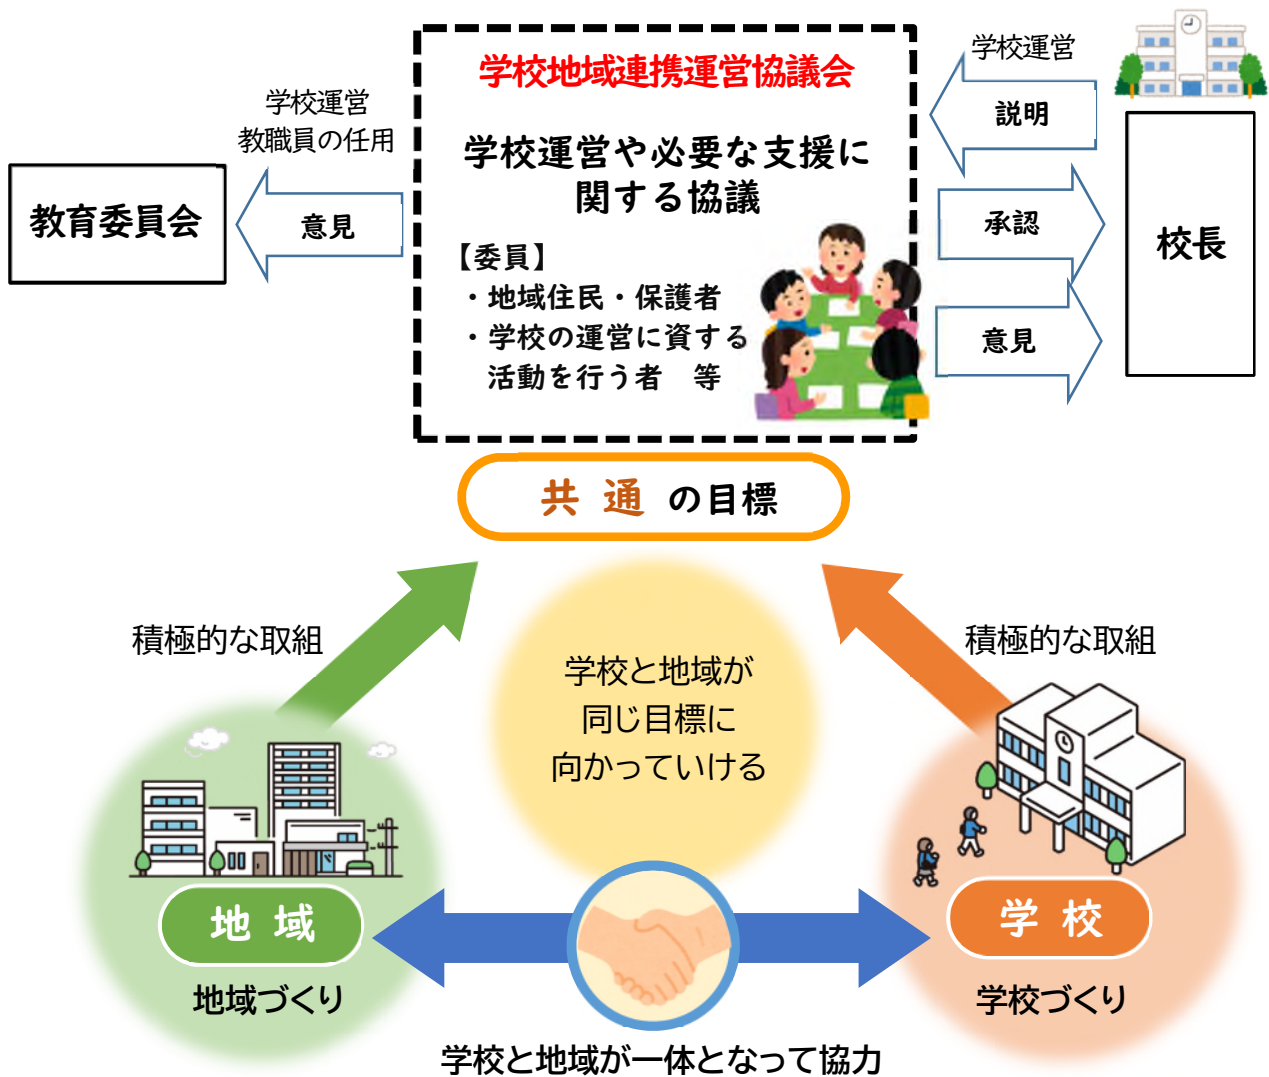 学校地域連携運営協議会
学校運営や必要な支援に
関する協議
【委員】
・地域住民・保護者
・学校の運営に資する
活動を行う者　等
学校運営
教職員の任用
意見
教育委員会
学校運営
説明
承認
意見
校長
共 通 の目標
積極的な取組
積極的な取組
学校と地域が
同じ目標に
向かっていける
地 域
地域づくり
学 校
学校づくり
学校と地域が一体となって協力